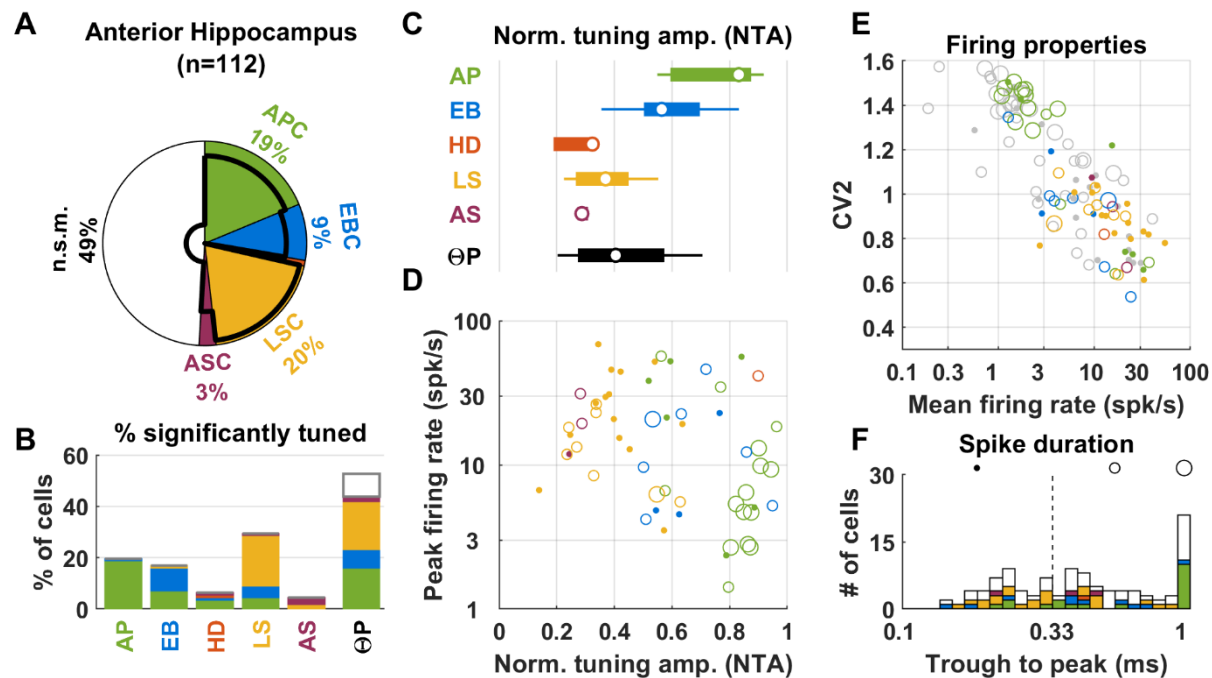 A
Anterior Hippocampus
(n=112)
APC
19%
EBC
9%
LSC
20%
ASC
3%
n.s.m.
49%
B
% significantly tuned
% of cells
60
40
20
0
AP
EB
HD
LS
AS
ΘP
C
Norm. tuning amp. (NTA)
AP
EB
HD
LS
AS
ΘP
D
Peak firing rate (spk/s)
100
30
10
3
1
0
0.2
0.4
0.6
0.8
1
Norm. tuning amp. (NTA)
E
Firing properties
CV2
1.6
1.4
1.2
1
0.8
0.6
0.4
0.1
0.3
1
3
10
30
100
Mean firing rate (spk/s)
F
Spike duration
# of cells
30
15
0
0.1
0.33
1
Trough to peak (ms)